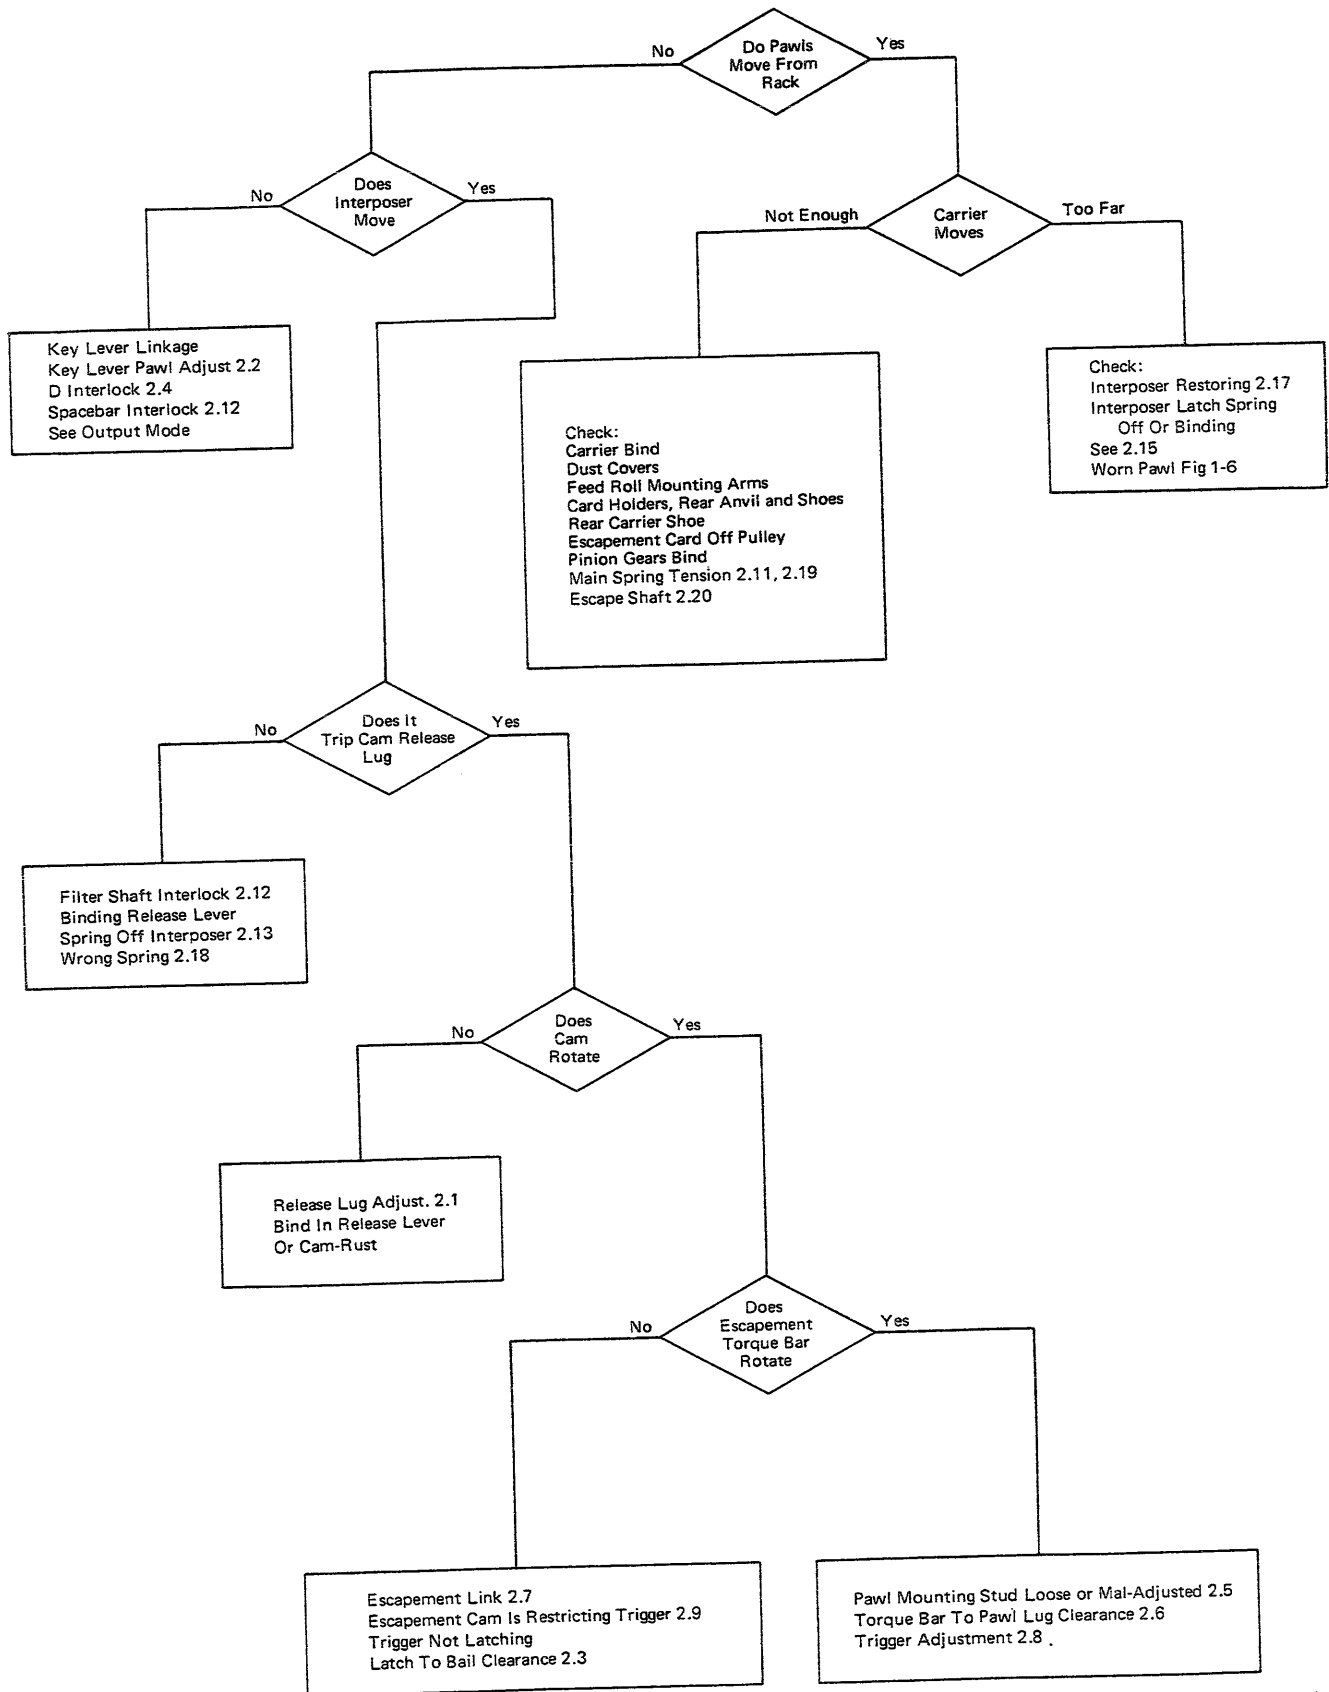 Do Pawls
Move From
Rack
No
Yes
Does
Interposer
Move
No
Yes
Carrier
Moves
Not Enough
Too Far
Key Lever Linkage
Key Lever Pawl Adjust 2.2
D Interlock 2.4
Spacebar Interlock 2.12
See Output Mode
Check:
Carrier Bind
Dust Covers
Feed Roll Mounting Arms
Card Holders, Rear Anvil and Shoes
Rear Carrier Shoe
Escapement Card Off Pulley
Pinion Gears Bind
Main Spring Tension 2.11, 2.19
Escape Shaft 2.20
Check:
Interposer Restoring 2.17
Interposer Latch Spring
Off Or Binding
See 2.15
Worn Pawl Fig 1-6
Does It
Trip Cam Release
Lug
No
Yes
Filter Shaft Interlock 2.12
Binding Release Lever
Spring Off Interposer 2.13
Wrong Spring 2.18
Does
Cam
Rotate
No
Yes
Release Lug Adjust. 2.1
Bind In Release Lever
Or Cam-Rust
Does
Escapement
Torque Bar
Rotate
No
Yes
Escapement Link 2.7
Escapement Cam Is Restricting Trigger 2.9
Trigger Not Latching
Latch To Bail Clearance 2.3
Pawl Mounting Stud Loose or Mal-Adjusted 2.5
Torque Bar To Pawl Lug Clearance 2.6
Trigger Adjustment 2.8 .